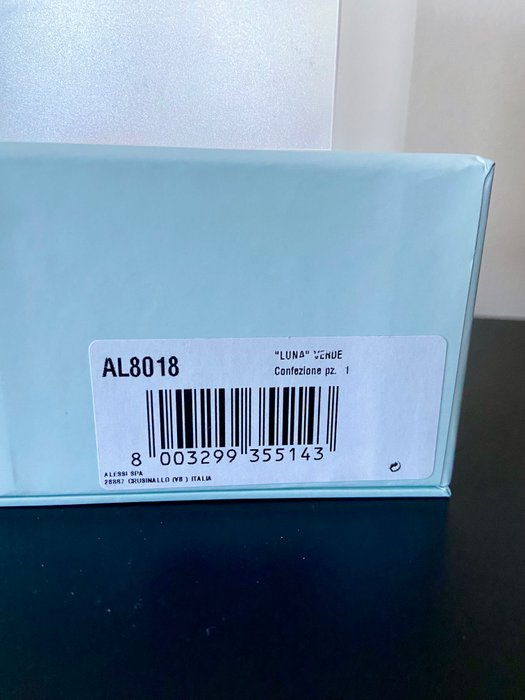 AL8018
"LUNA" VERDE
Confezione pz. 1
8 003299 355143
ALESSI SPA
28887 CRUSINALLO (VB ) ITALIA